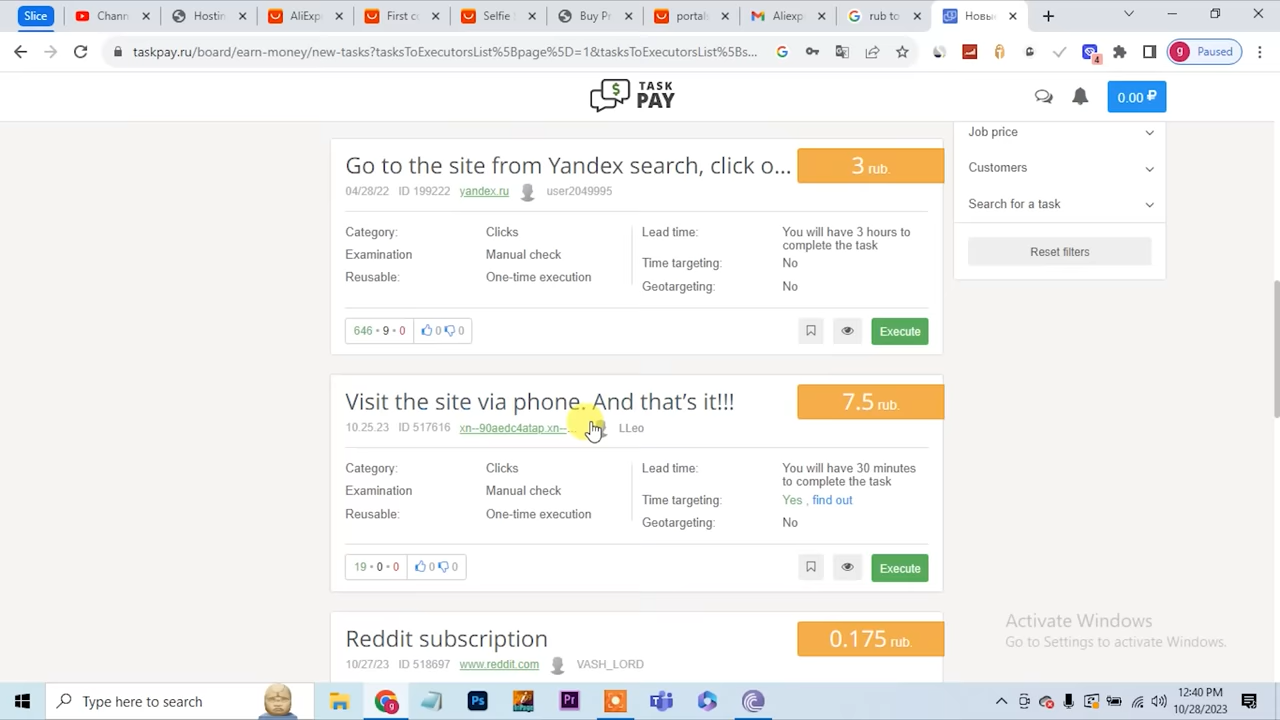 Slice
Chann
Hostin
AliExp
First c
Selfie
Buy P
porta
Aliexp
rub to
Новы
taskpay.ru/board/earn-money/new-tasks?tasksToExecutorsList%5Bpage%5D=1&tasksToExecutorsList%5Bs...
4
g Paused
$ TASK PAY
0.00 ₽
Job price
Customers
Search for a task
Reset filters
Go to the site from Yandex search, click o...
3 rub.
04/28/22 ID 199222 yandex.ru user2049995
Category: Clicks
Examination Manual check
Reusable: One-time execution
Lead time: You will have 3 hours to
complete the task
Time targeting: No
Geotargeting: No
646 • 9 • 0 0 0
Execute
Visit the site via phone. And that's it!!!
7.5 rub.
10.25.23 ID 517616 xn--90aedc4atap.xn--... LLeo
Category: Clicks
Examination Manual check
Reusable: One-time execution
Lead time: You will have 30 minutes
to complete the task
Time targeting: Yes , find out
Geotargeting: No
19 • 0 • 0 0 0
Execute
Reddit subscription
0.175 rub.
10/27/23 ID 518697 www.reddit.com VASH_LORD
Activate Windows
Go to Settings to activate Windows.
Type here to search
Ps
Pr
12:40 PM
10/28/2023